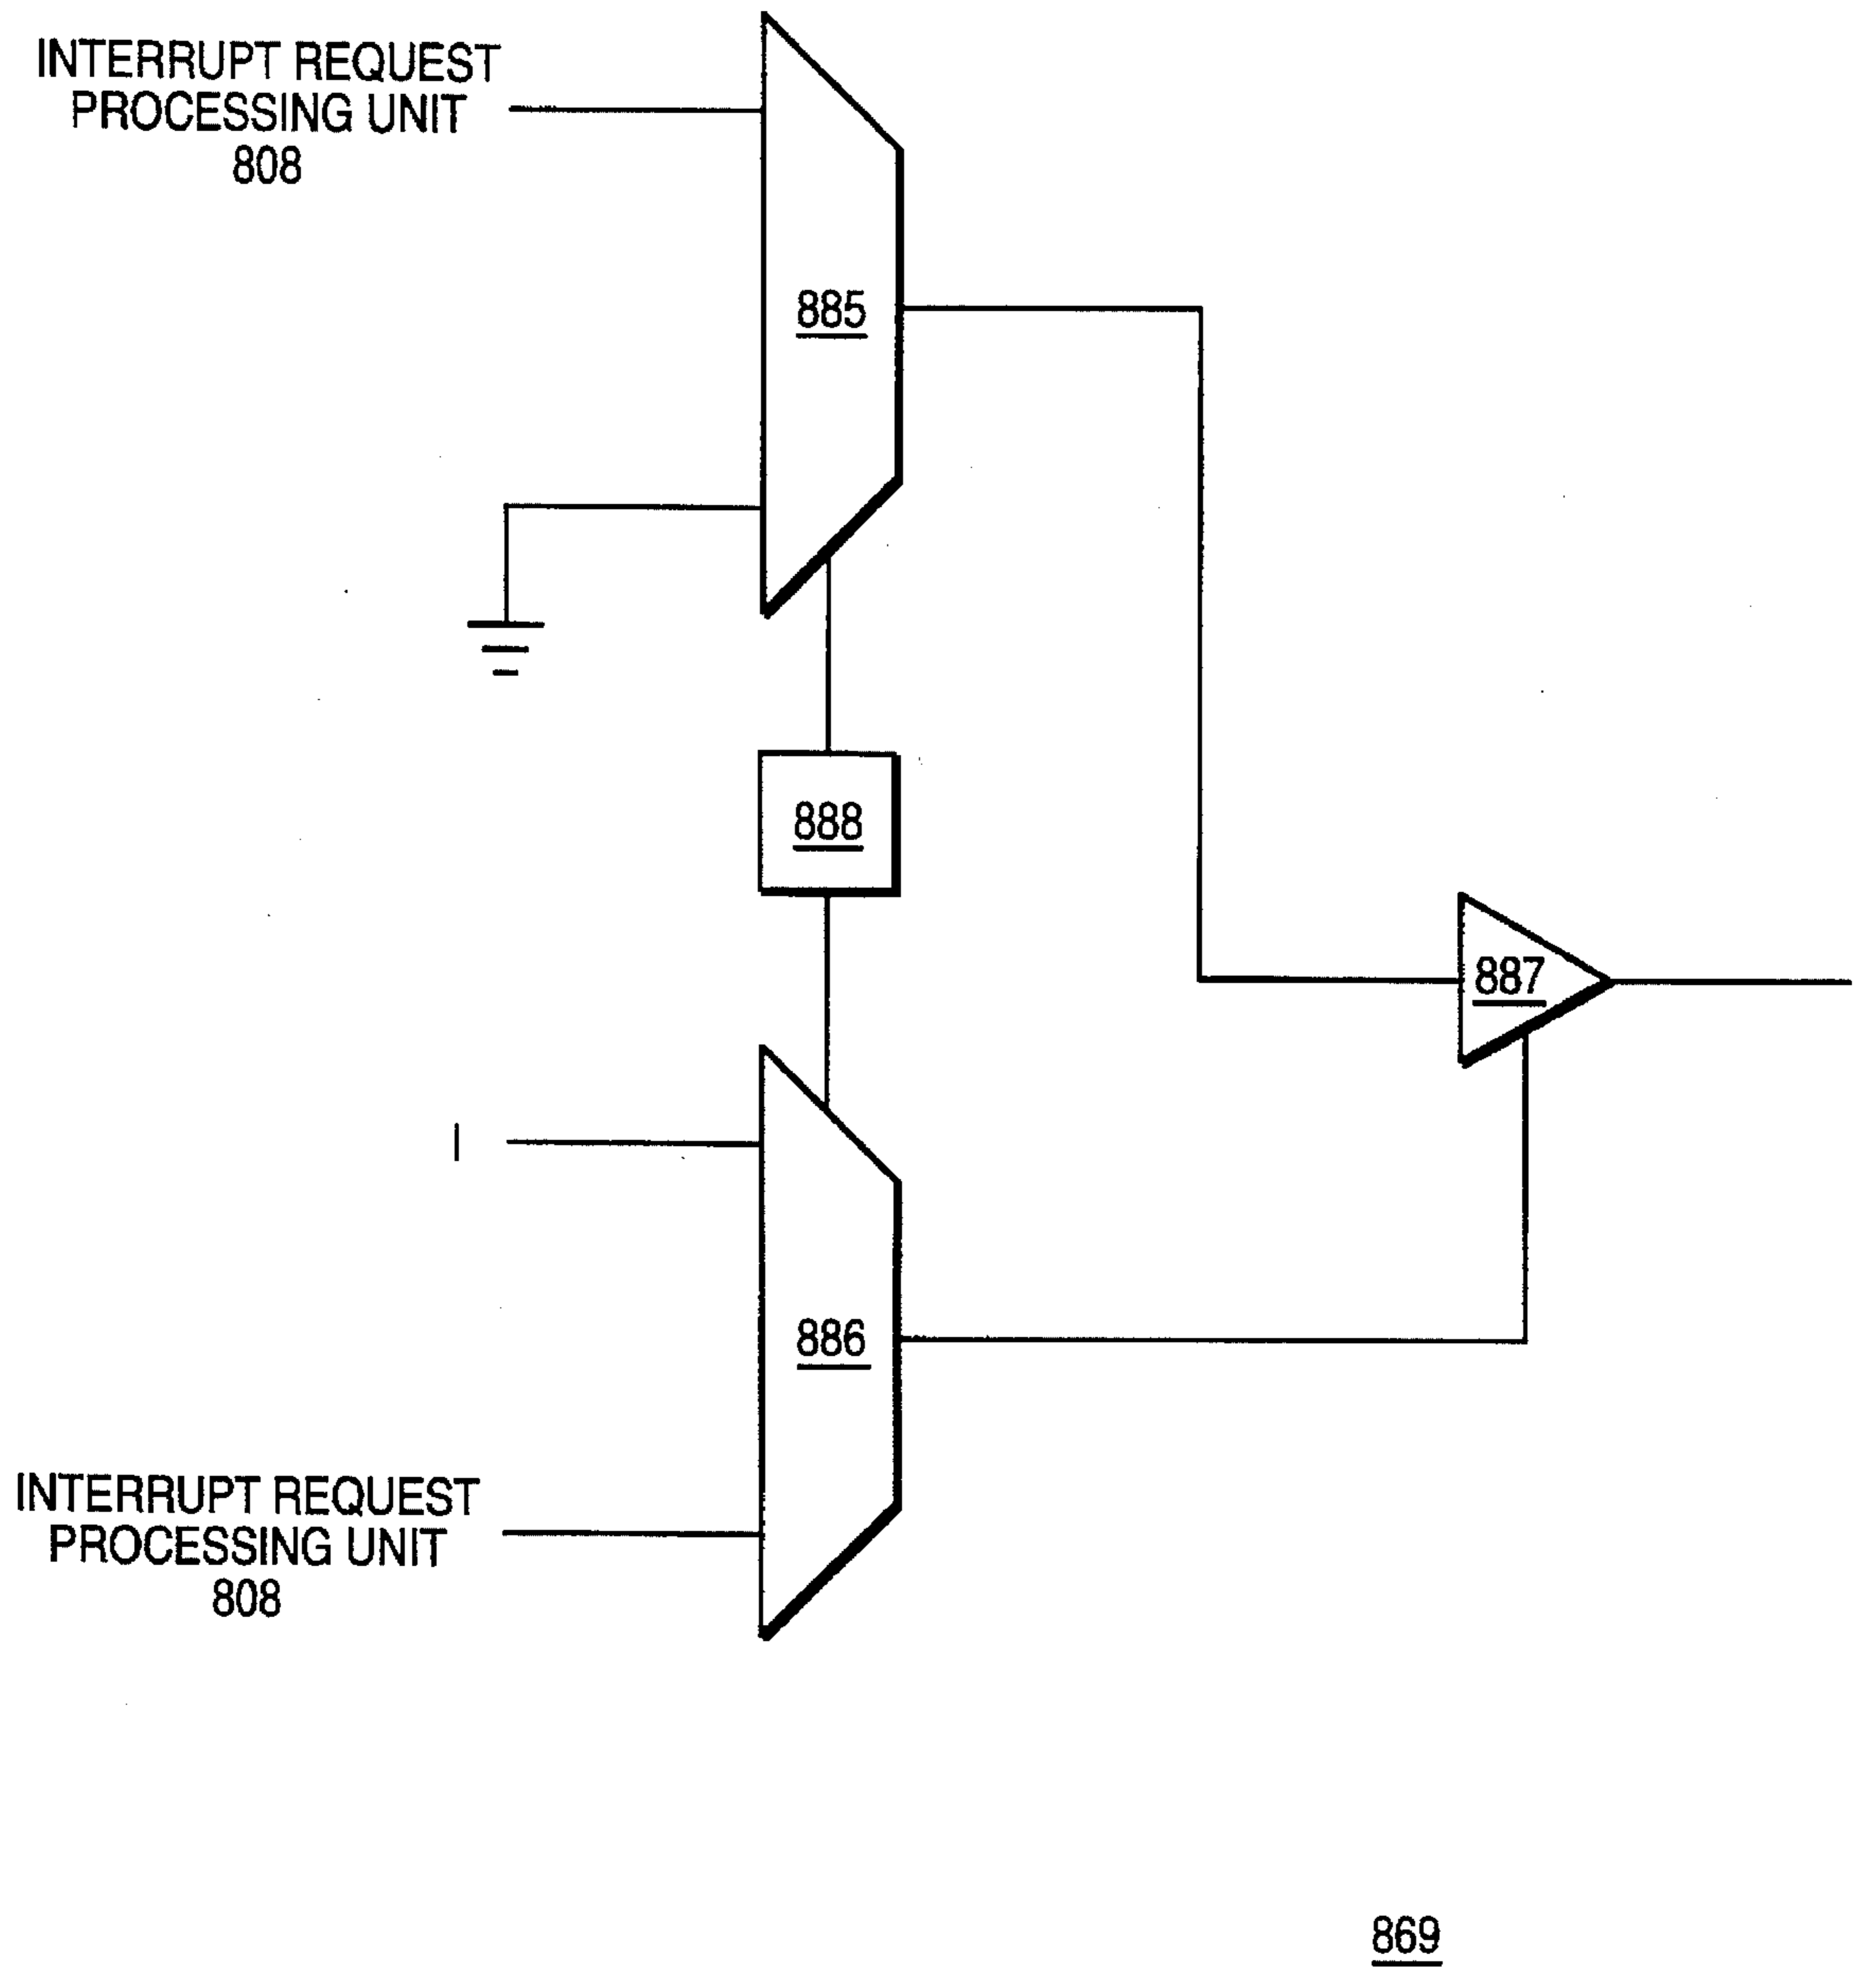 INTERRUPT REQUEST
PROCESSING UNIT
808
885
888
887
I
886
INTERRUPT REQUEST
PROCESSING UNIT
808
869